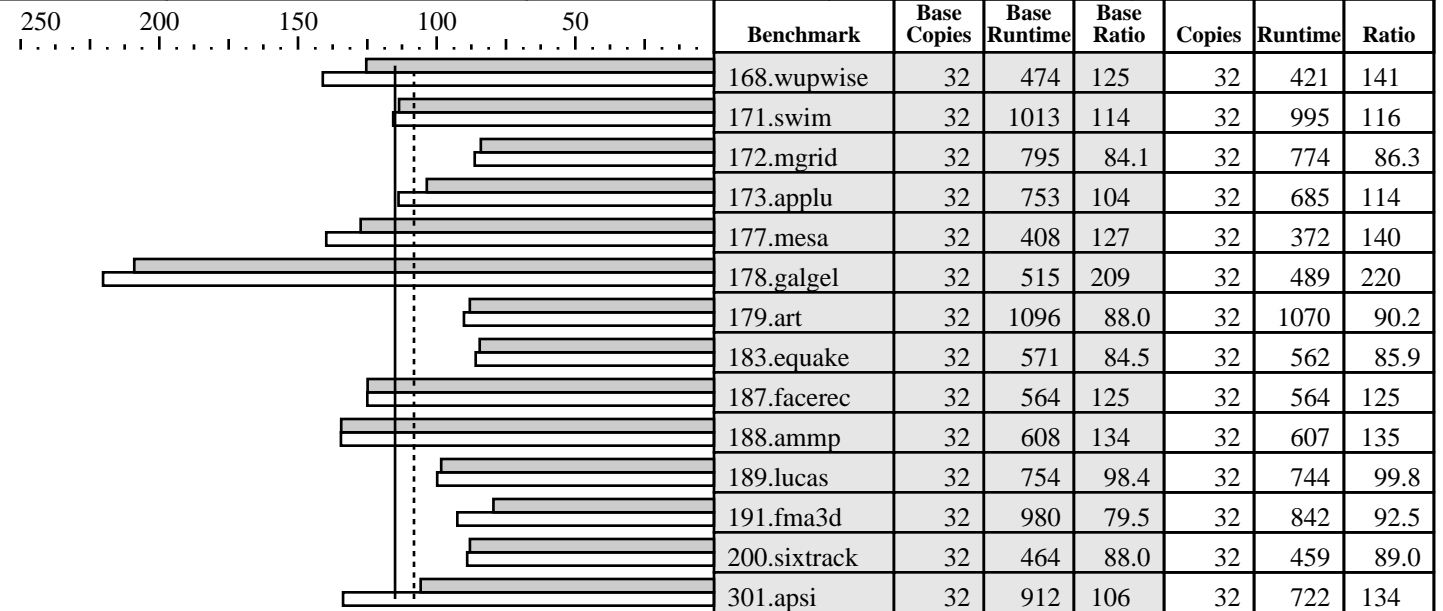 250 200 150 100 50
Benchmark Base Copies Base Runtime Base Ratio Copies Runtime Ratio
168.wupwise 32 474 125 32 421 141
171.swim 32 1013 114 32 995 116
172.mgrid 32 795 84.1 32 774 86.3
173.applu 32 753 104 32 685 114
177.mesa 32 408 127 32 372 140
178.galgel 32 515 209 32 489 220
179.art 32 1096 88.0 32 1070 90.2
183.equake 32 571 84.5 32 562 85.9
187.facerec 32 564 125 32 564 125
188.ammp 32 608 134 32 607 135
189.lucas 32 754 98.4 32 744 99.8
191.fma3d 32 980 79.5 32 842 92.5
200.sixtrack 32 464 88.0 32 459 89.0
301.apsi 32 912 106 32 722 134